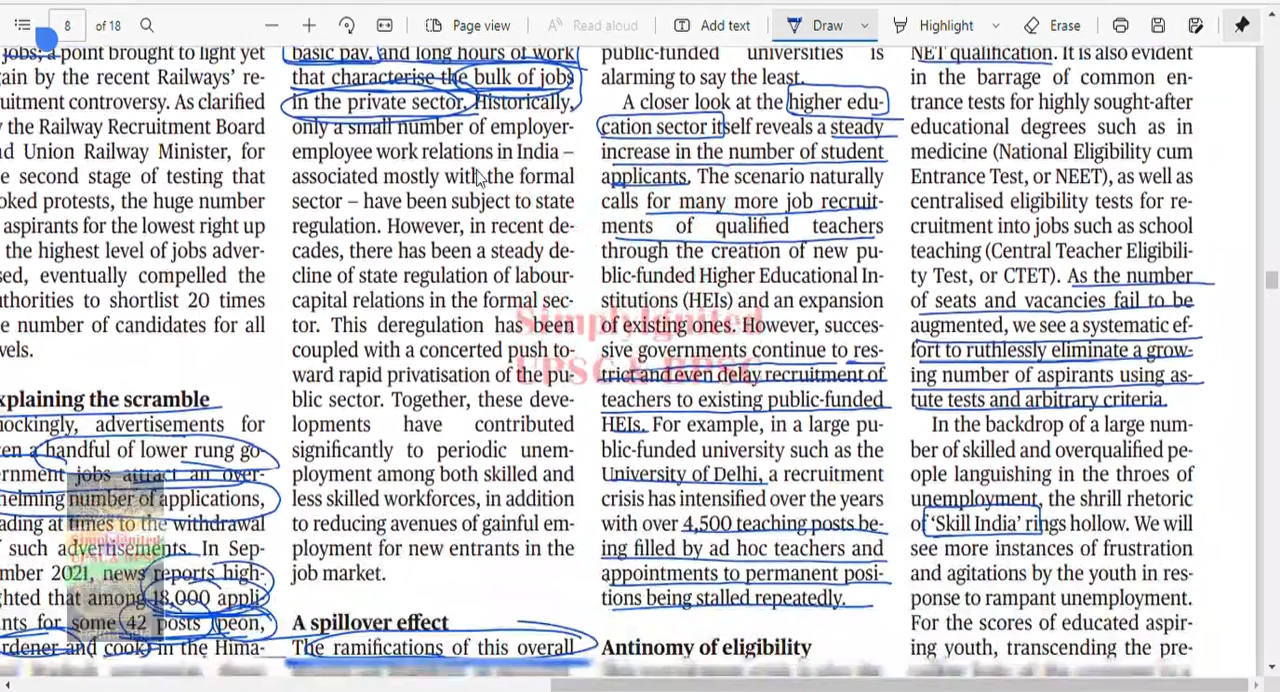 8
of 18
Page view
Read aloud
Add text
Draw
Highlight
Erase
jobs; a point brought to light yet
gain by the recent Railways' re-
uitment controversy. As clarified
y the Railway Recruitment Board
nd Union Railway Minister, for
e second stage of testing that
oked protests, the huge number
aspirants for the lowest right up
the highest level of jobs adver-
sed, eventually compelled the
uthorities to shortlist 20 times
e number of candidates for all
vels.
xplaining the scramble
hockingly, advertisements for
en a handful of lower rung go-
rnment jobs attract an over-
helming number of applications,
ading at times to the withdrawal
f such advertisements. In Sep-
mber 2021, news reports high-
ghted that among 18,000 appli-
nts for some 42 posts (peon,
rdener and cook) in the Hima-
basic pay, and long hours of work
that characterise the bulk of jobs
in the private sector. Historically,
only a small number of employer-
employee work relations in India –
associated mostly with the formal
sector – have been subject to state
regulation. However, in recent de-
cades, there has been a steady de-
cline of state regulation of labour-
capital relations in the formal sec-
tor. This deregulation has been
coupled with a concerted push to-
ward rapid privatisation of the pu-
blic sector. Together, these deve-
lopments have contributed
significantly to periodic unem-
ployment among both skilled and
less skilled workforces, in addition
to reducing avenues of gainful em-
ployment for new entrants in the
job market.
A spillover effect
The ramifications of this overall
public-funded universities is
alarming to say the least.
A closer look at the higher edu-
cation sector itself reveals a steady
increase in the number of student
applicants. The scenario naturally
calls for many more job recruit-
ments of qualified teachers
through the creation of new pu-
blic-funded Higher Educational In-
stitutions (HEIs) and an expansion
of existing ones. However, succes-
sive governments continue to res-
trict and even delay recruitment of
teachers to existing public-funded
HEIs. For example, in a large pu-
blic-funded university such as the
University of Delhi, a recruitment
crisis has intensified over the years
with over 4,500 teaching posts be-
ing filled by ad hoc teachers and
appointments to permanent posi-
tions being stalled repeatedly.
Antinomy of eligibility
NET qualification. It is also evident
in the barrage of common en-
trance tests for highly sought-after
educational degrees such as in
medicine (National Eligibility cum
Entrance Test, or NEET), as well as
centralised eligibility tests for re-
cruitment into jobs such as school
teaching (Central Teacher Eligibili-
ty Test, or CTET). As the number
of seats and vacancies fail to be
augmented, we see a systematic ef-
fort to ruthlessly eliminate a grow-
ing number of aspirants using as-
tute tests and arbitrary criteria.
In the backdrop of a large num-
ber of skilled and overqualified peo-
ple languishing in the throes of
unemployment, the shrill rhetoric
of 'Skill India' rings hollow. We will
see more instances of frustration
and agitations by the youth in res-
ponse to rampant unemployment.
For the scores of educated aspir-
ing youth, transcending the pre-
SimplyIgnited
UPSC & BPSC
SimplyIgnited
UPSC & BPSC